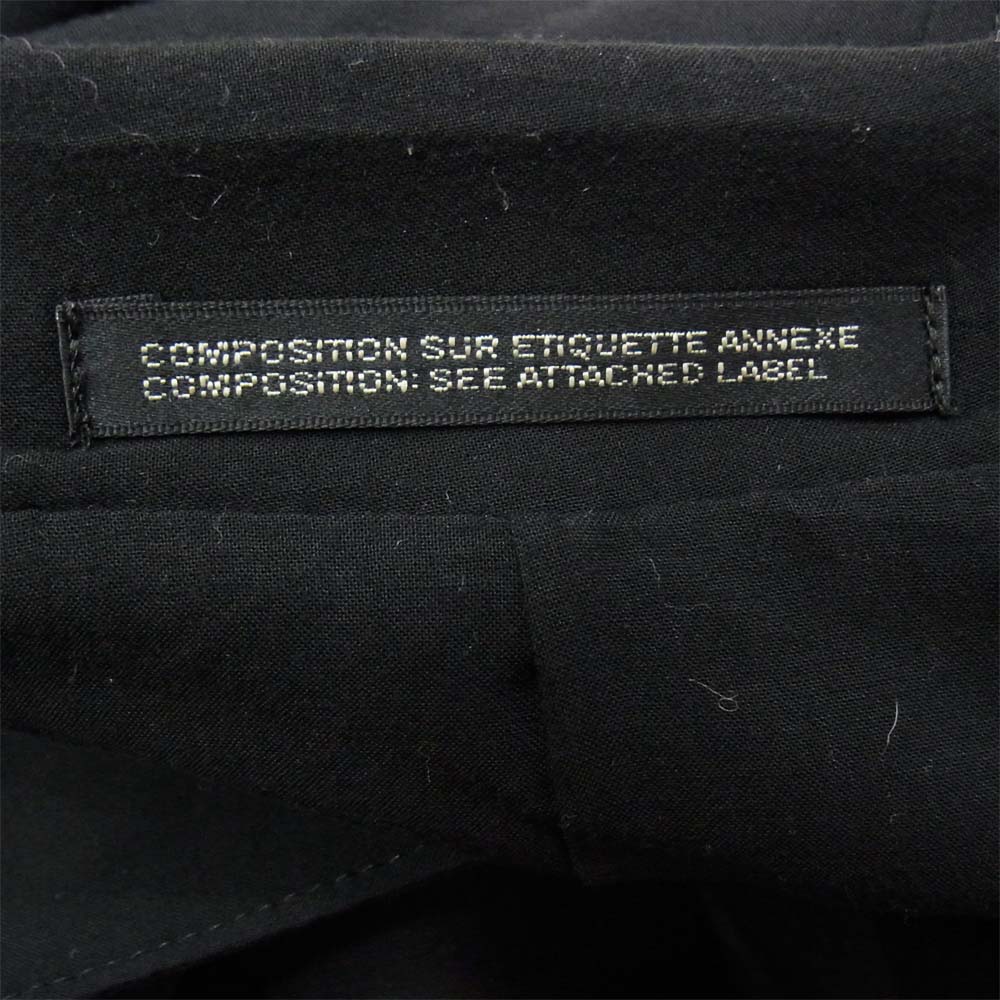 COMPOSITION SUR ETIQUETTE ANNEXE
COMPOSITION: SEE ATTACHED LABEL